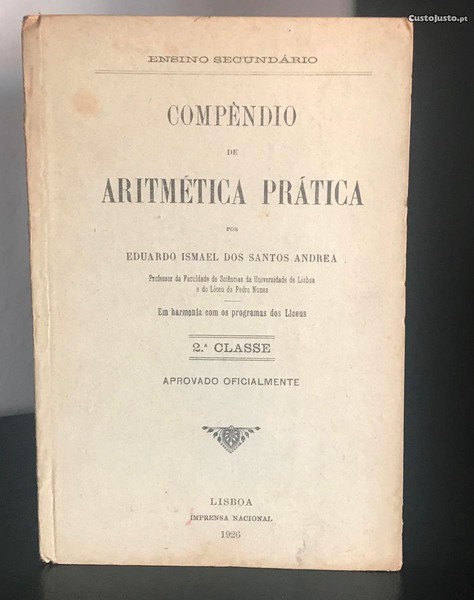 CustoJusto.pt
ENSINO SECUNDÁRIO
COMPÈNDIO
DE
ARITMÉTICA PRÁTICA
POR
EDUARDO ISMAEL DOS SANTOS ANDREA
Professor da Faculdade de Sciências da Universidade de Lisboa
e do Liceu de Pedro Nunes
Em harmonia com os programas dos Liceus
2.ª CLASSE
APROVADO OFICIALMENTE
LISBOA
IMPRENSA NACIONAL
1926